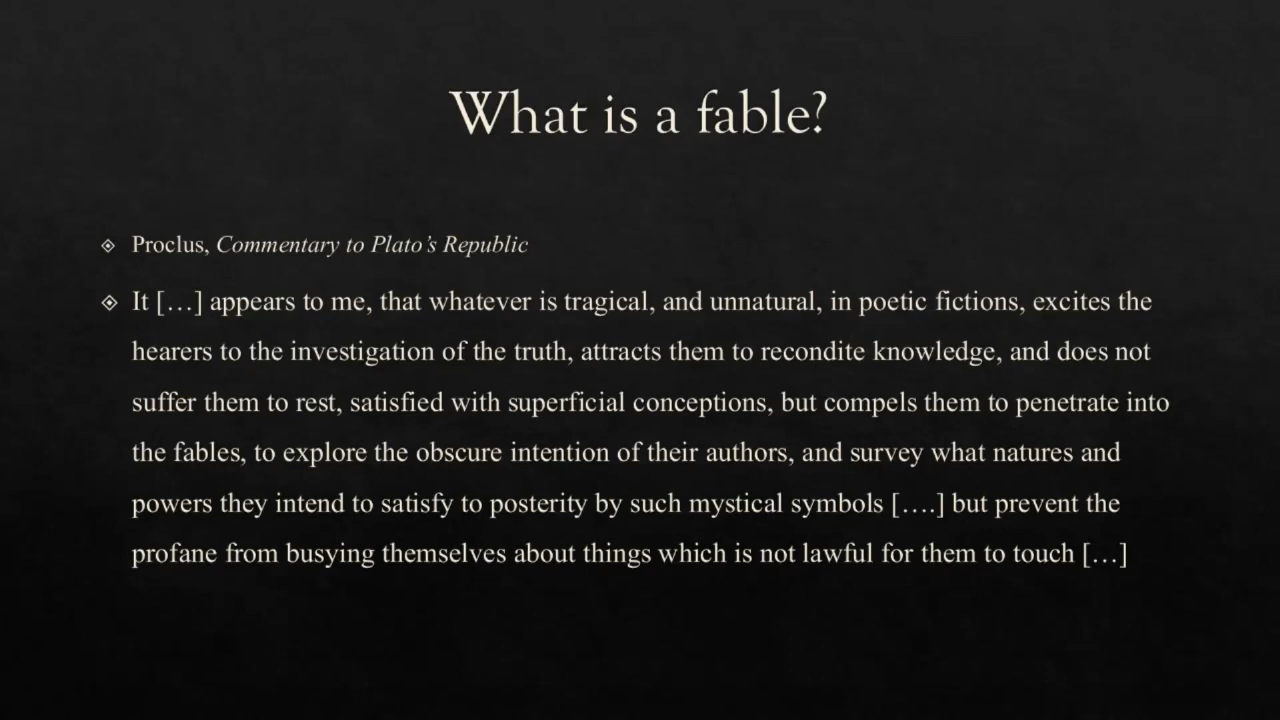 What is a fable?
Proclus, Commentary to Plato's Republic
It […] appears to me, that whatever is tragical, and unnatural, in poetic fictions, excites the
hearers to the investigation of the truth, attracts them to recondite knowledge, and does not
suffer them to rest, satisfied with superficial conceptions, but compels them to penetrate into
the fables, to explore the obscure intention of their authors, and survey what natures and
powers they intend to satisfy to posterity by such mystical symbols [….] but prevent the
profane from busying themselves about things which is not lawful for them to touch […]